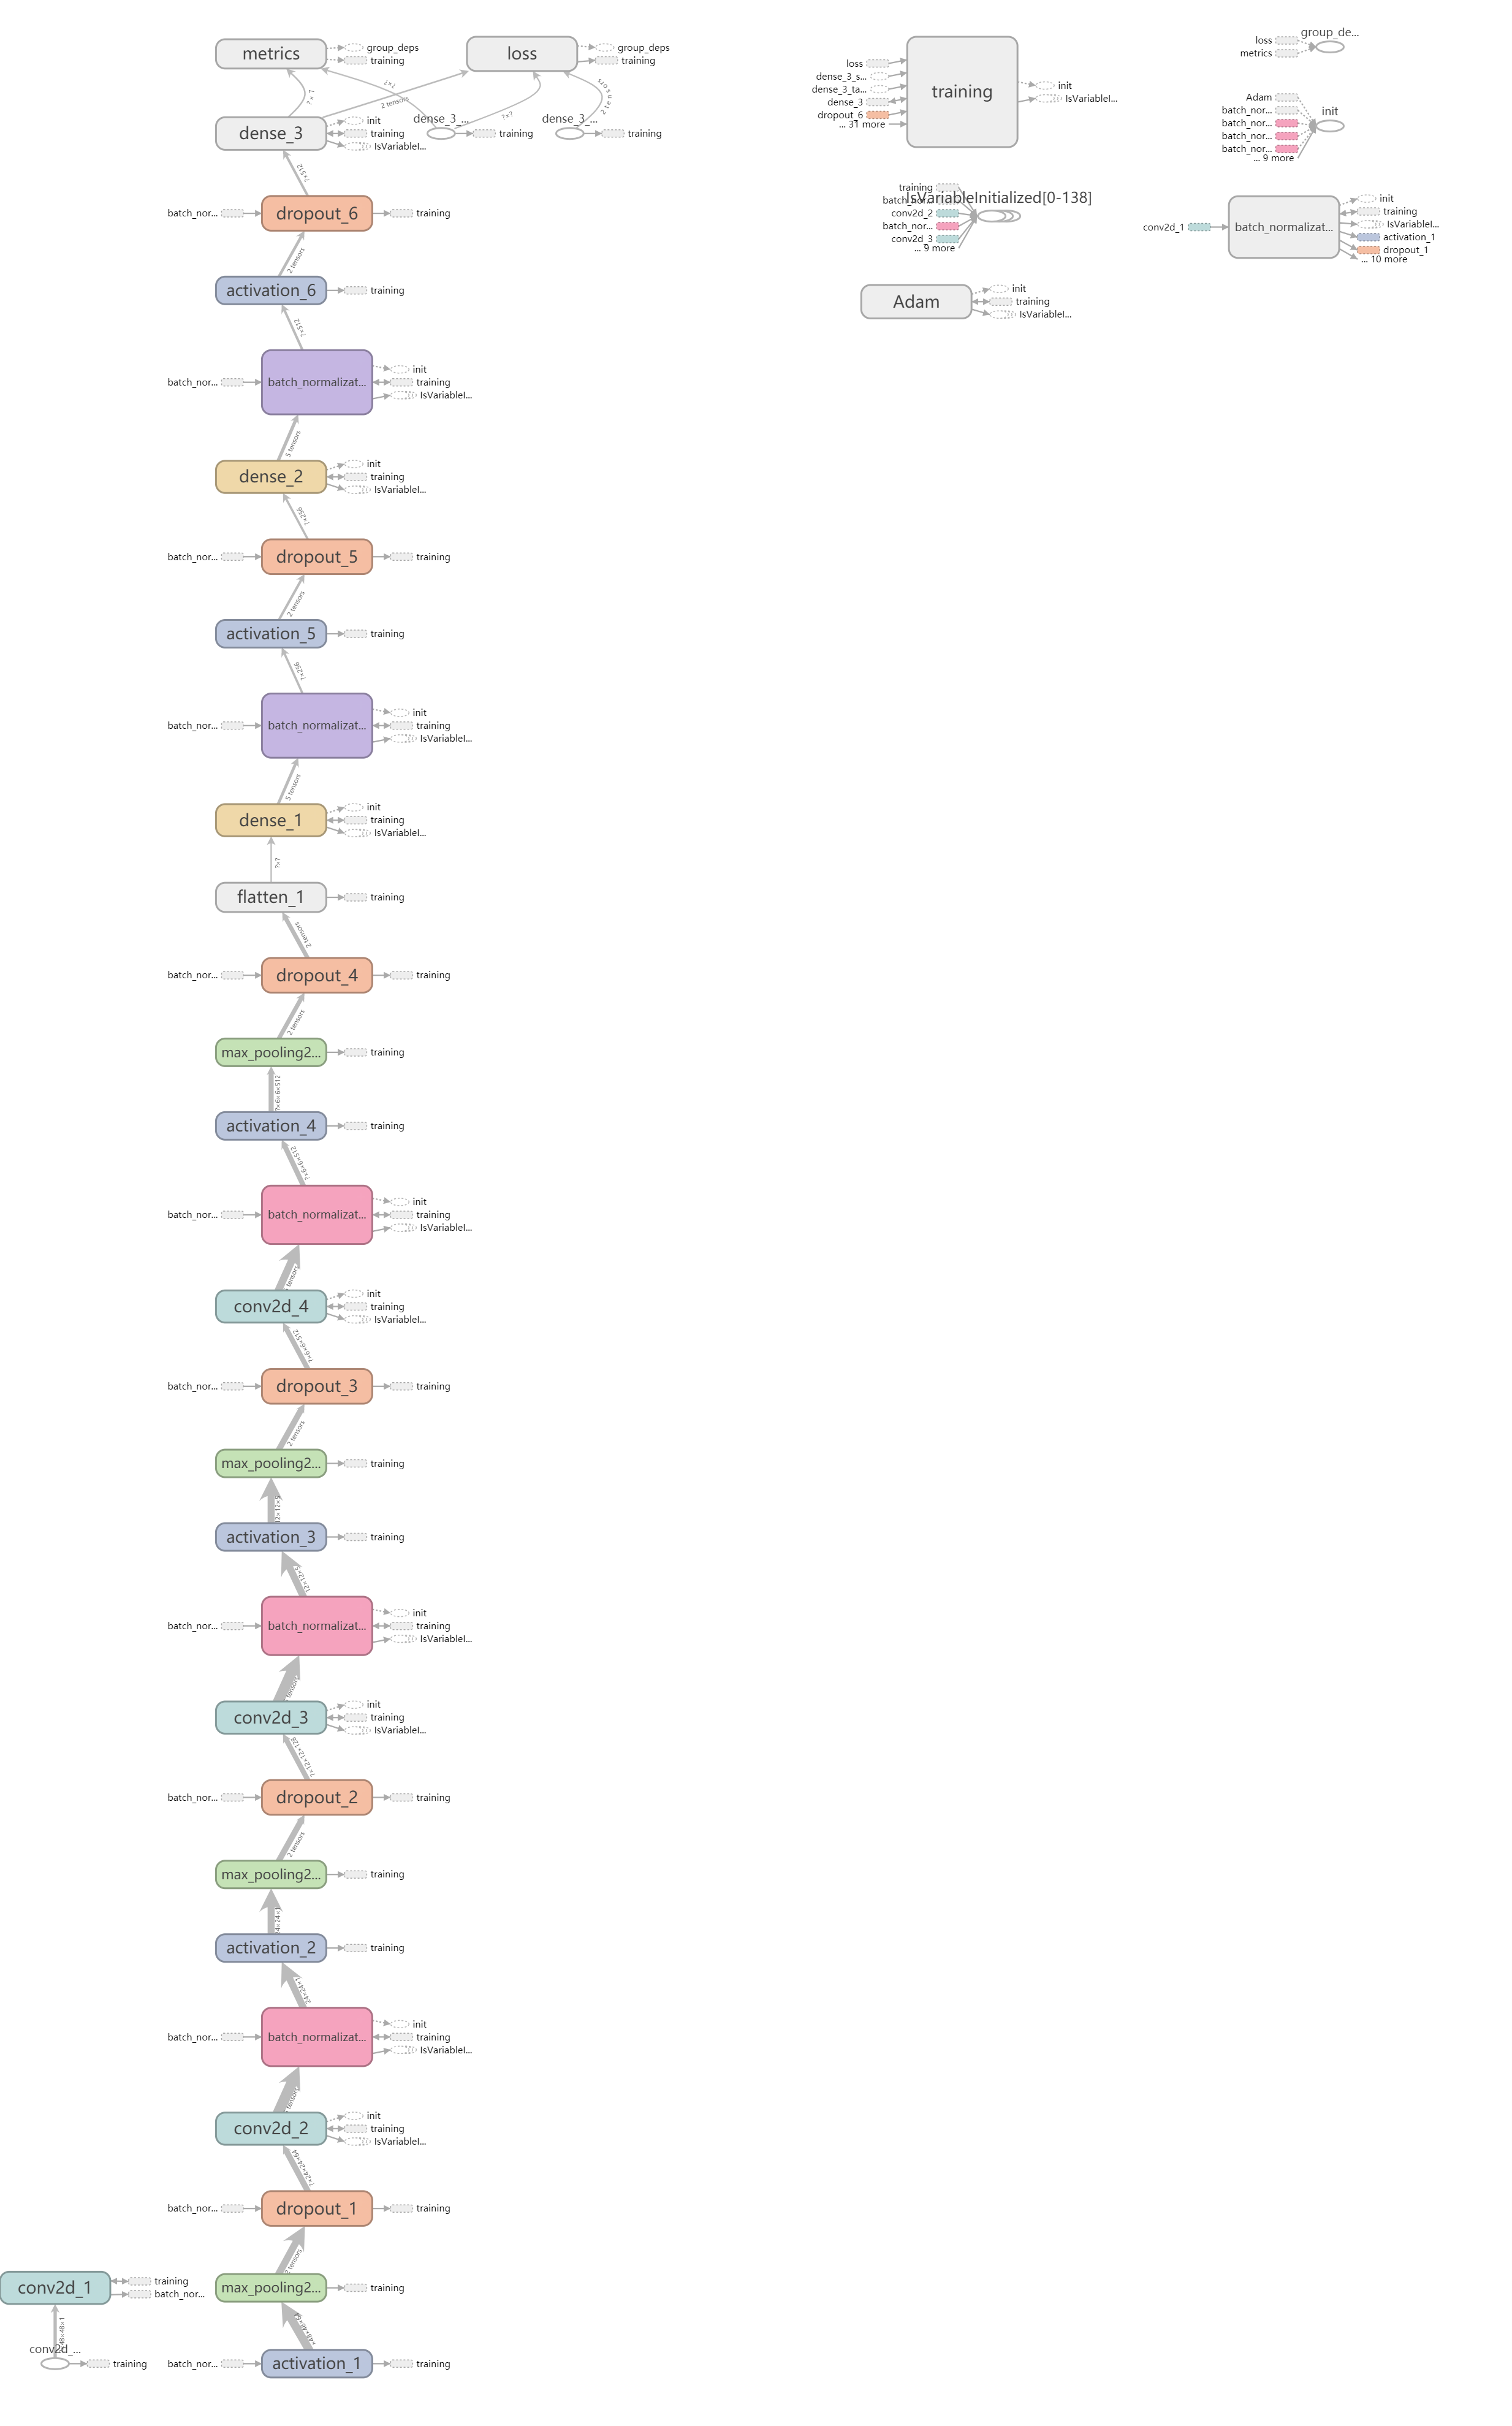 metrics
group_deps
training
loss
group_deps
training
?×?
2 tensors
?×?
?×?
2 tensors
dense_3
init
training
IsVariableI...
dense_3_...
training
dense_3_...
training
?×512
batch_nor...
dropout_6
training
2 tensors
activation_6
training
?×512
batch_nor...
batch_normalizat...
init
training
IsVariableI...
5 tensors
dense_2
init
training
IsVariableI...
?×256
batch_nor...
dropout_5
training
2 tensors
activation_5
training
?×256
batch_nor...
batch_normalizat...
init
training
IsVariableI...
5 tensors
dense_1
init
training
IsVariableI...
?×?
flatten_1
training
2 tensors
batch_nor...
dropout_4
training
2 tensors
max_pooling2...
training
?×6×6×512
activation_4
training
?×6×6×512
batch_nor...
batch_normalizat...
init
training
IsVariableI...
tensors
conv2d_4
init
training
IsVariableI...
?×6×6×512
batch_nor...
dropout_3
training
2 tensors
max_pooling2...
training
activation_3
training
batch_nor...
batch_normalizat...
init
training
IsVariableI...
tensors
conv2d_3
init
training
IsVariableI...
?×12×12×128
batch_nor...
dropout_2
training
2 tensors
max_pooling2...
training
activation_2
training
batch_nor...
batch_normalizat...
init
training
IsVariableI...
tensors
conv2d_2
init
training
IsVariableI...
?×24×24×64
batch_nor...
dropout_1
training
tensors
conv2d_1
training
batch_nor...
max_pooling2...
training
conv2d_...
training
batch_nor...
activation_1
training
loss
dense_3_s...
dense_3_ta...
dense_3
dropout_6
... 31 more
training
init
IsVariableI...
training
batch_nor...
conv2d_2
batch_nor...
conv2d_3
... 9 more
IsVariableInitialized[0-138]
Adam
init
training
IsVariableI...
loss
metrics
group_de...
Adam
batch_nor...
batch_nor...
batch_nor...
batch_nor...
... 9 more
init
conv2d_1
batch_normalizat...
init
training
IsVariableI...
activation_1
dropout_1
... 10 more